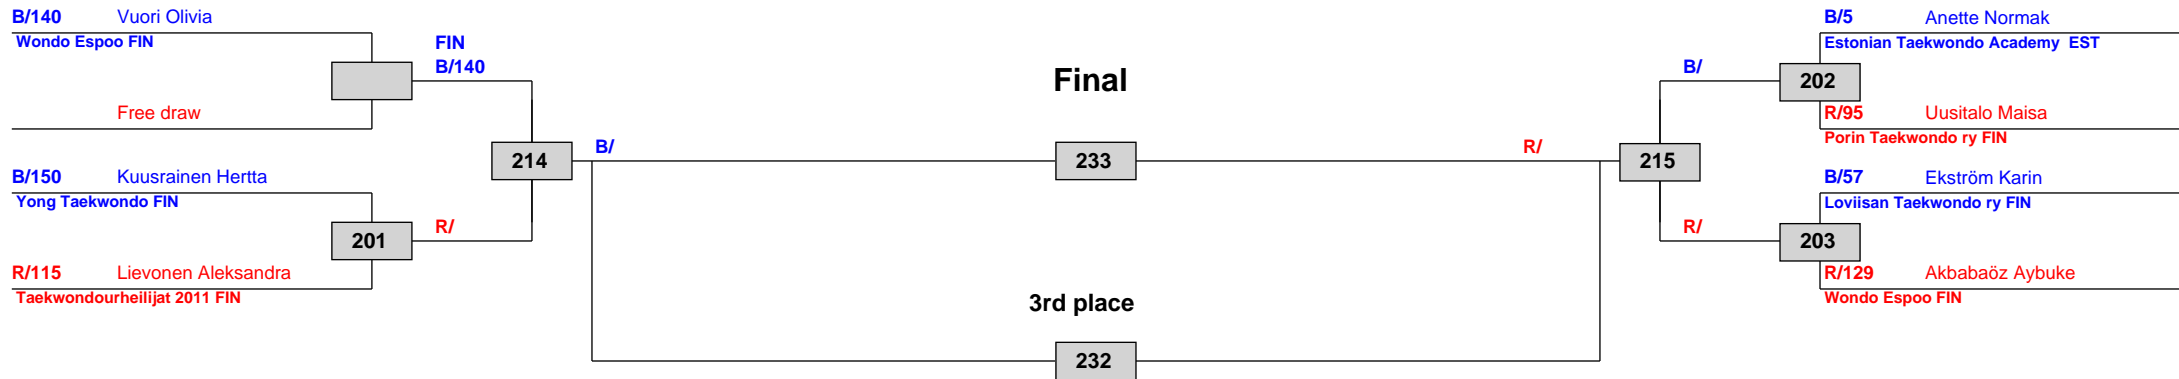 B/140 Vuori Olivia
Wondo Espoo FIN
Free draw
FIN
B/140
B/150 Kuusrainen Hertta
Yong Taekwondo FIN
201
R/
R/115 Lievonen Aleksandra
Taekwondourheilijat 2011 FIN
214
B/
Final
233
R/
3rd place
232
215
B/
R/
B/5 Anette Normak
Estonian Taekwondo Academy EST
202
R/95 Uusitalo Maisa
Porin Taekwondo ry FIN
B/57 Ekström Karin
Loviisan Taekwondo ry FIN
203
R/129 Akbabaöz Aybuke
Wondo Espoo FIN